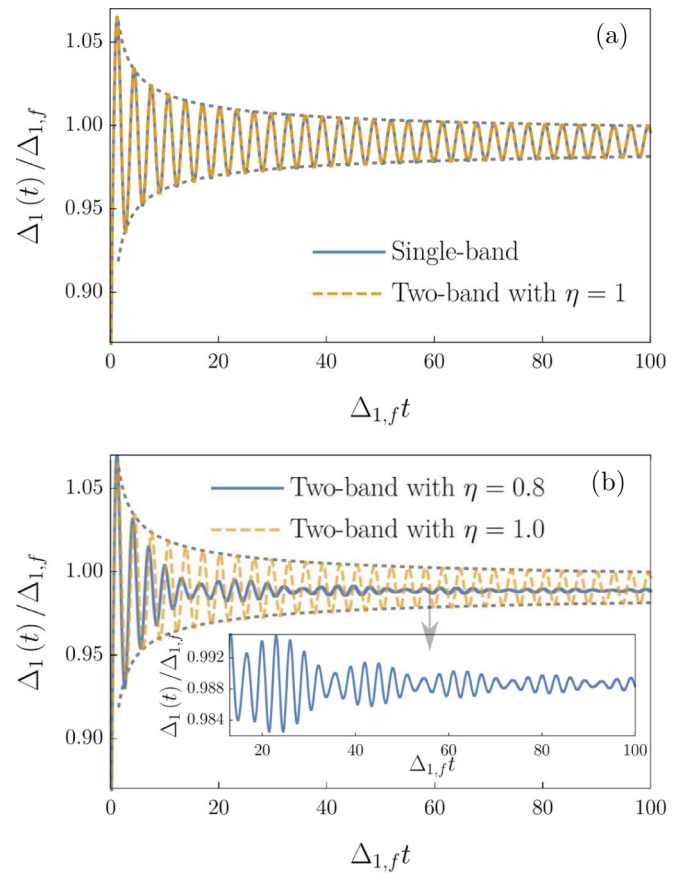 (a)
1.05
1.00
0.95
0.90
Δ₁ (t) /Δ₁,f
Single-band
Two-band with η = 1
0 20 40 60 80 100
Δ₁,f t
(b)
1.05
1.00
0.95
0.90
Δ₁ (t) /Δ₁,f
Two-band with η = 0.8
Two-band with η = 1.0
0.992
0.988
0.984
Δ₁ (t) /Δ₁,f
20 40 60 80 100
Δ₁,f t
0 20 40 60 80 100
Δ₁,f t